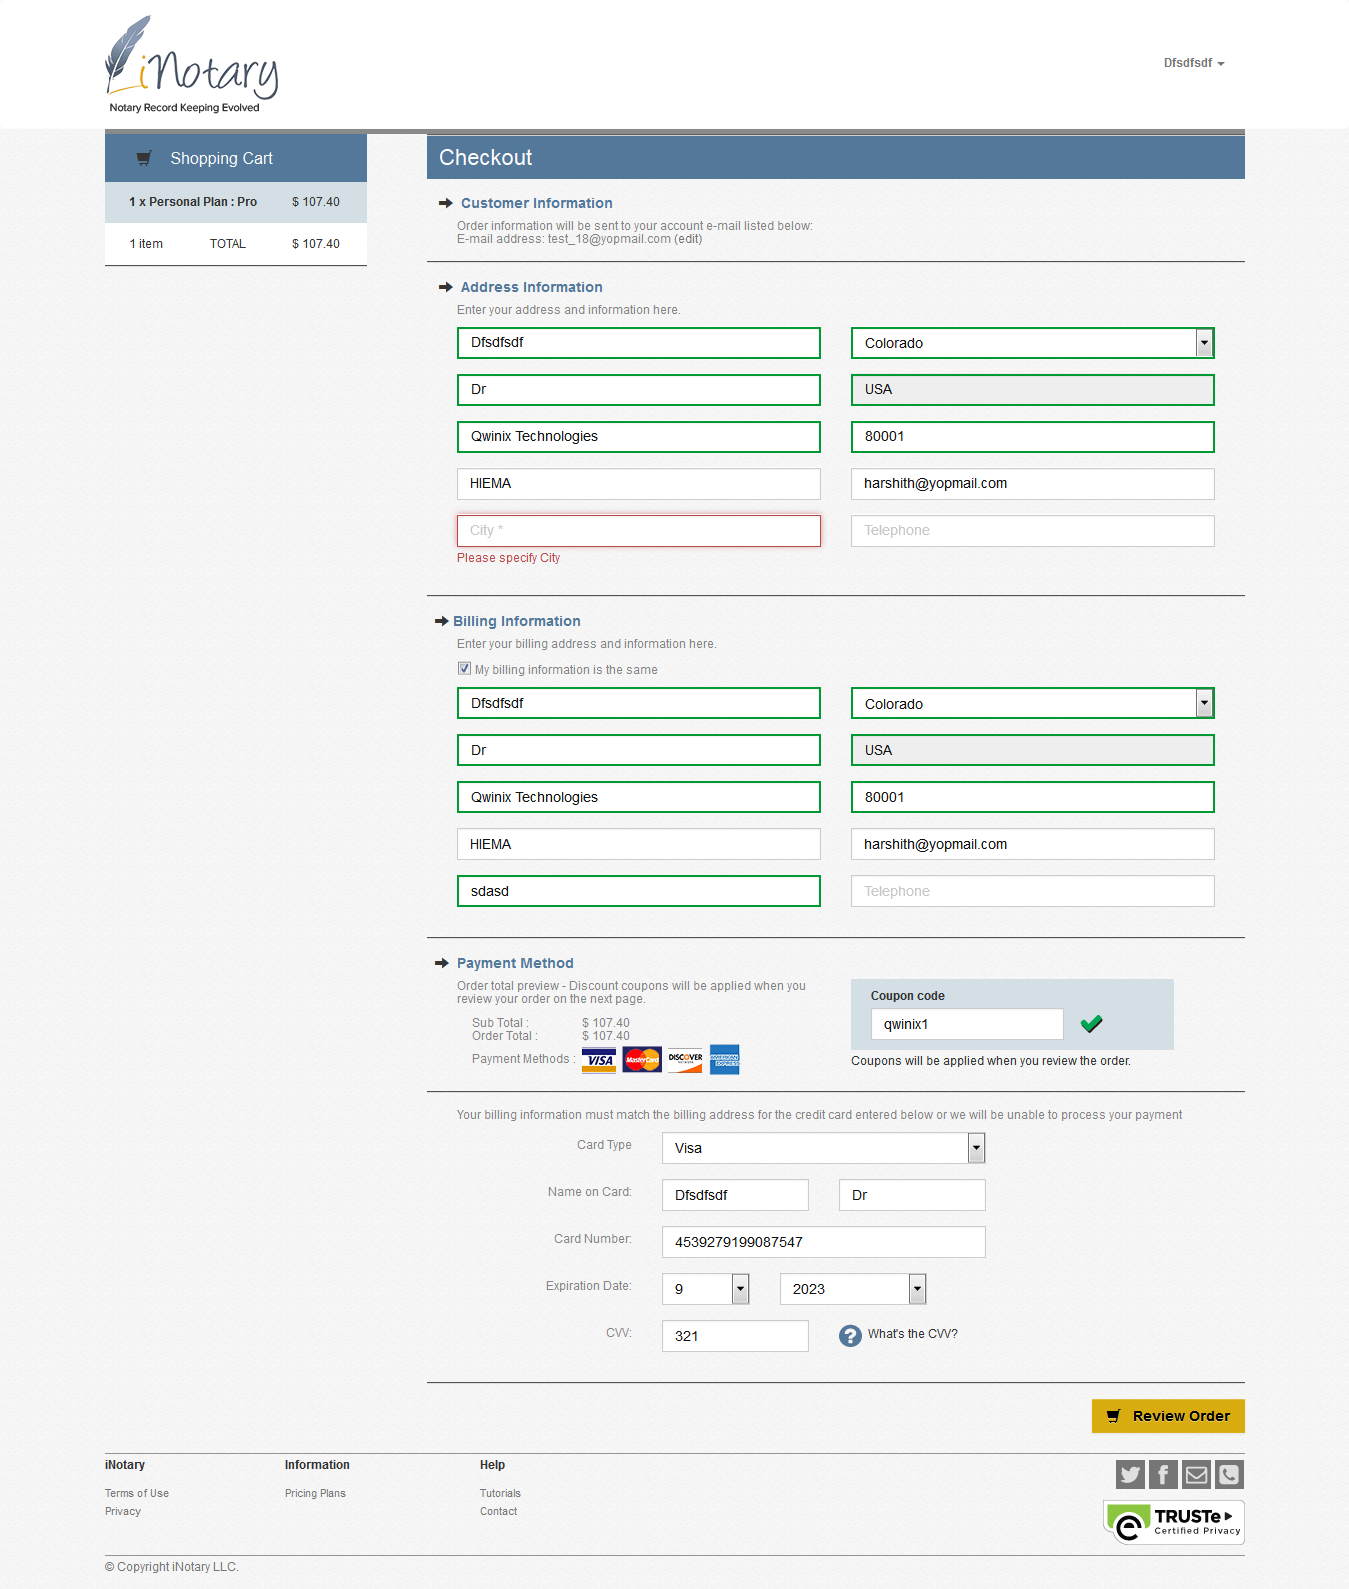 iNotary
Notary Record Keeping Evolved
Dfsdfsdf
Shopping Cart
1 x Personal Plan : Pro $ 107.40
1 item TOTAL $ 107.40
Checkout
Customer Information
Order information will be sent to your account e-mail listed below:
E-mail address: test_18@yopmail.com (edit)
Address Information
Enter your address and information here.
Dfsdfsdf Colorado
Dr USA
Qwinix Technologies 80001
HIEMA harshith@yopmail.com
City * Telephone
Please specify City
Billing Information
Enter your billing address and information here.
My billing information is the same
Dfsdfsdf Colorado
Dr USA
Qwinix Technologies 80001
HIEMA harshith@yopmail.com
sdasd Telephone
Payment Method
Order total preview - Discount coupons will be applied when you
review your order on the next page.
Sub Total : $ 107.40
Order Total : $ 107.40
Payment Methods : VISA MasterCard DISCOVER AMERICAN EXPRESS
Coupon code
qwinix1
Coupons will be applied when you review the order.
Your billing information must match the billing address for the credit card entered below or we will be unable to process your payment
Card Type Visa
Name on Card: Dfsdfsdf Dr
Card Number: 4539279199087547
Expiration Date: 9 2023
CVV: 321 ? What's the CVV?
Review Order
iNotary Information Help
Terms of Use Pricing Plans Tutorials
Privacy Contact
TRUSTe
Certified Privacy
© Copyright iNotary LLC.